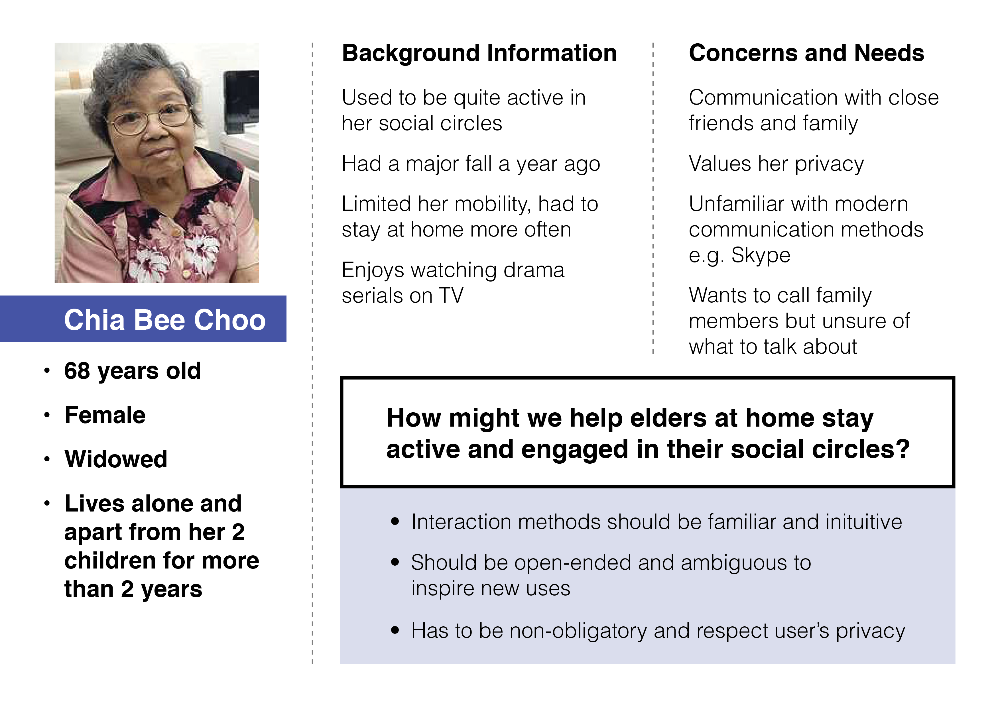 Chia Bee Choo
• 68 years old
• Female
• Widowed
• Lives alone and
apart from her 2
children for more
than 2 years
Background Information
Used to be quite active in
her social circles
Had a major fall a year ago
Limited her mobility, had to
stay at home more often
Enjoys watching drama
serials on TV
Concerns and Needs
Communication with close
friends and family
Values her privacy
Unfamiliar with modern
communication methods
e.g. Skype
Wants to call family
members but unsure of
what to talk about
How might we help elders at home stay
active and engaged in their social circles?
• Interaction methods should be familiar and inituitive
• Should be open-ended and ambiguous to
inspire new uses
• Has to be non-obligatory and respect user’s privacy